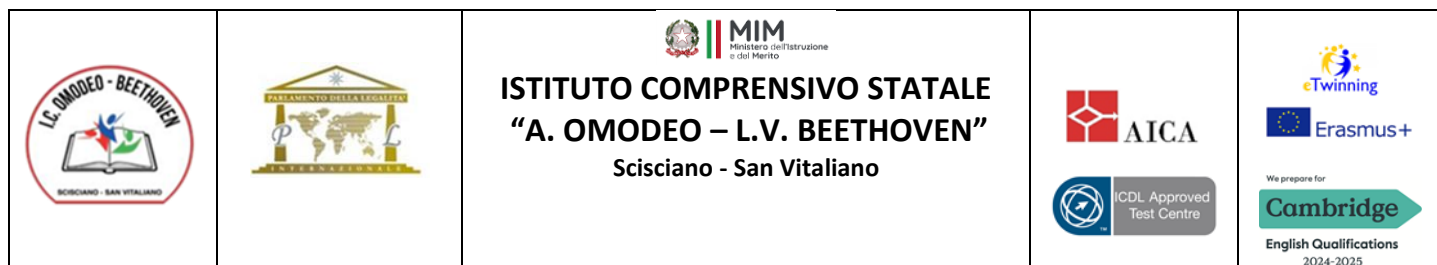 I.C. OMODEO - BEETHOVEN
SCISCIANO - SAN VITALIANO
PARLAMENTO DELLA LEGALITA'
P L
INTERNAZIONALE
MIM
Ministero dell'Istruzione
e del Merito
ISTITUTO COMPRENSIVO STATALE
“A. OMODEO – L.V. BEETHOVEN”
Scisciano - San Vitaliano
AICA
ICDL Approved
Test Centre
TM
eTwinning
Erasmus+
We prepare for
Cambridge
English Qualifications
2024-2025